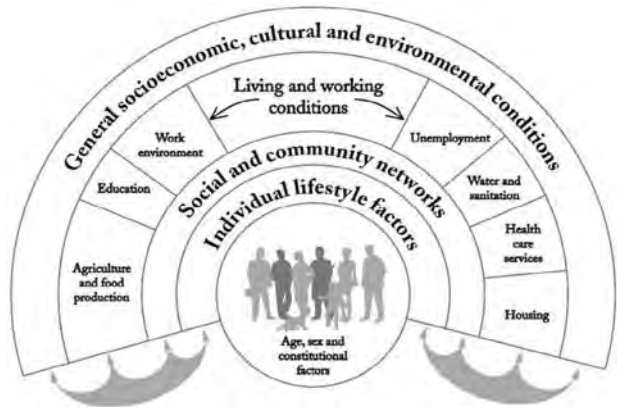 General socioeconomic, cultural and environmental conditions
Living and working
conditions
Work
environment
Unemployment
Education
Water and
sanitation
Agriculture
and food
production
Health
care
services
Housing
Social and community networks
Individual lifestyle factors
Age, sex and
constitutional
factors